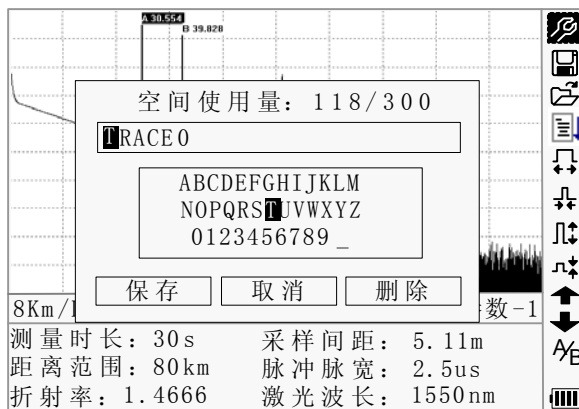 A 30.554
B 39.828
空间使用量: 118/300
TRACE0
ABCDEFGHIJKLM
NOPQRSTUVWXYZ
0123456789_
保存 取消 删除
8Km/ 数-1
测量时长: 30s 采样间距: 5.11m
距离范围: 80km 脉冲脉宽: 2.5us
折射率: 1.4666 激光波长: 1550nm
A/B